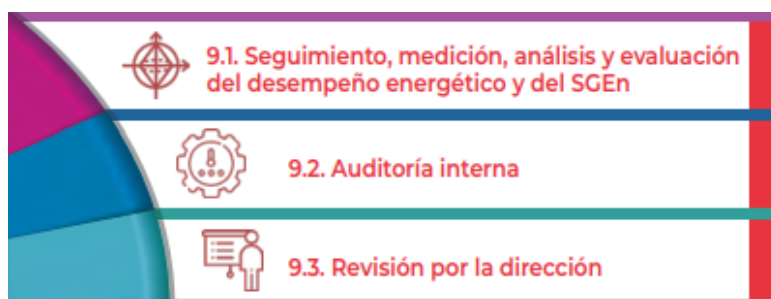 9.1. Seguimiento, medición, análisis y evaluación
del desempeño energético y del SGEn
9.2. Auditoría interna
9.3. Revisión por la dirección